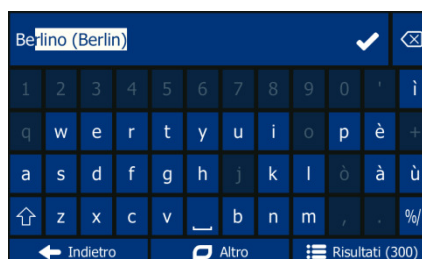 Berlino (Berlin)
1 2 3 4 5 6 7 8 9 0 ' ì
q w e r t y u i o p è +
a s d f g h j k l ò à ù
z x c v b n m , . %/
Indietro Altro Risultati (300)